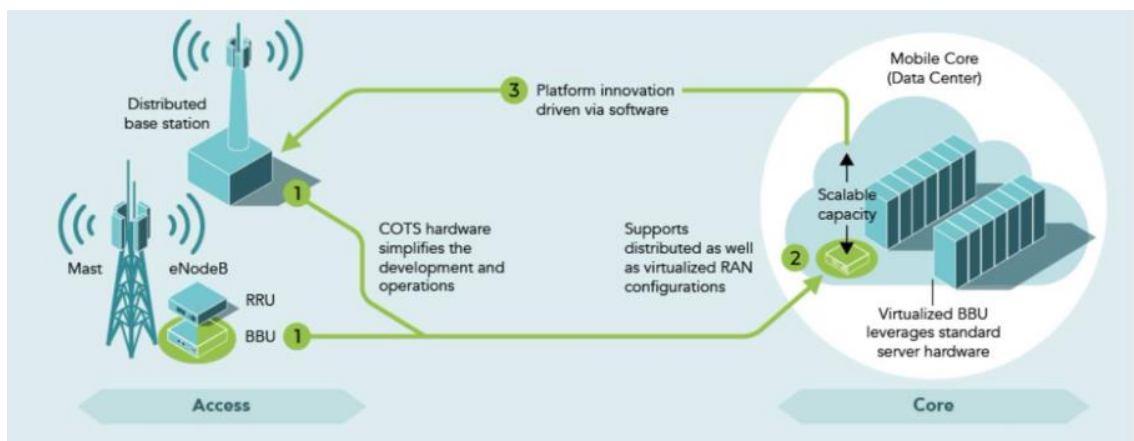 Distributed
base station
1
Mast
eNodeB
RRU
BBU
1
3
Platform innovation
driven via software
COTS hardware
simplifies the
development and
operations
Supports
distributed as well
as virtualized RAN
configurations
2
Mobile Core
(Data Center)
Scalable
capacity
Virtualized BBU
leverages standard
server hardware
Access
Core